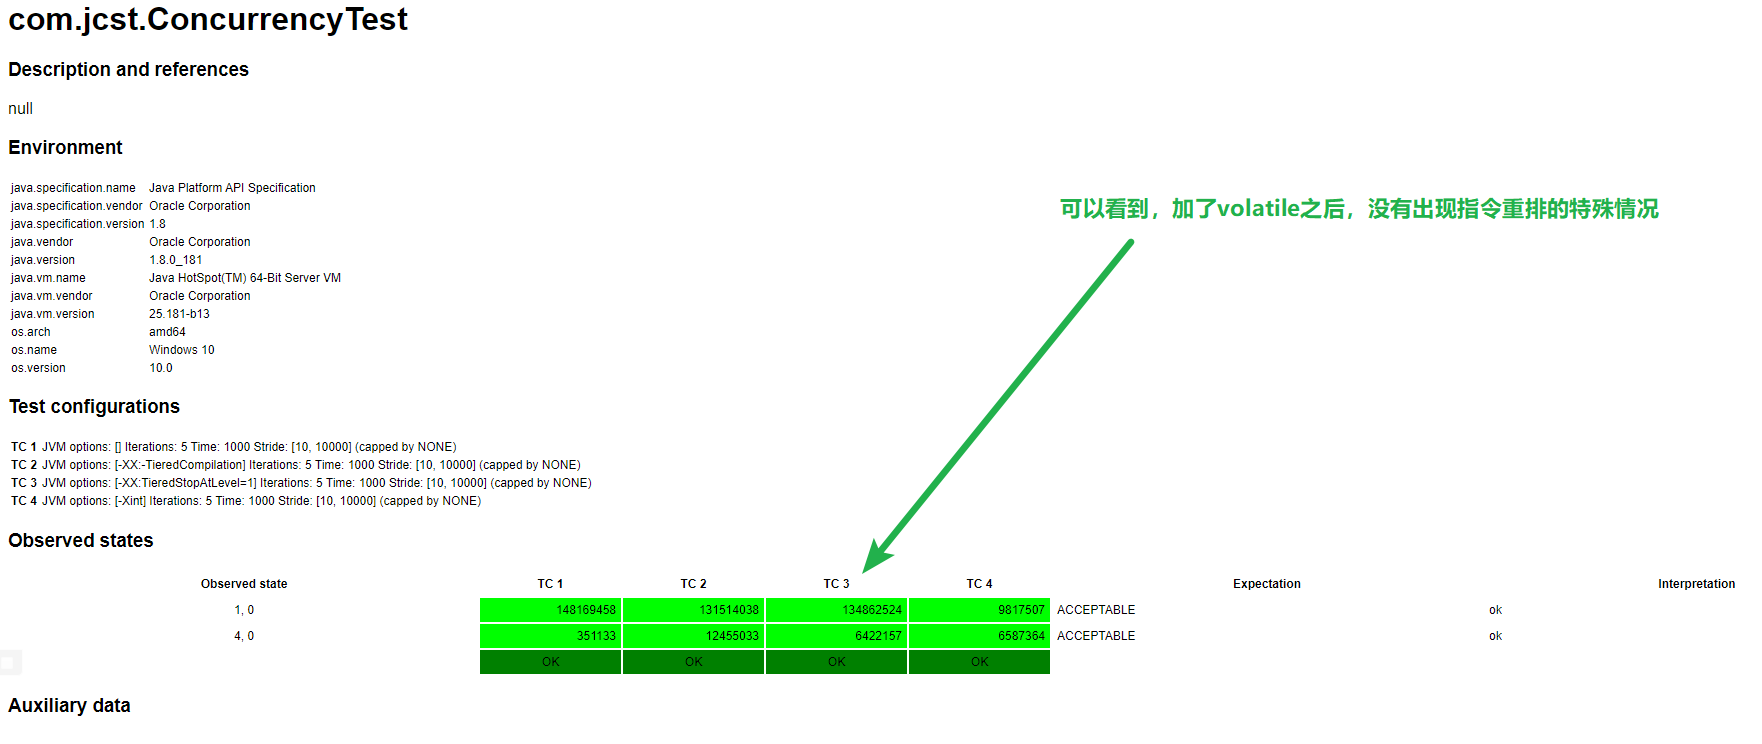 com.jcst.ConcurrencyTest
Description and references
null
Environment
java.specification.name Java Platform API Specification
java.specification.vendor Oracle Corporation
java.specification.version 1.8
java.vendor Oracle Corporation
java.version 1.8.0_181
java.vm.name Java HotSpot(TM) 64-Bit Server VM
java.vm.vendor Oracle Corporation
java.vm.version 25.181-b13
os.arch amd64
os.name Windows 10
os.version 10.0
可以看到，加了volatile之后，没有出现指令重排的特殊情况
Test configurations
TC 1 JVM options: [] Iterations: 5 Time: 1000 Stride: [10, 10000] (capped by NONE)
TC 2 JVM options: [-XX:-TieredCompilation] Iterations: 5 Time: 1000 Stride: [10, 10000] (capped by NONE)
TC 3 JVM options: [-XX:TieredStopAtLevel=1] Iterations: 5 Time: 1000 Stride: [10, 10000] (capped by NONE)
TC 4 JVM options: [-Xint] Iterations: 5 Time: 1000 Stride: [10, 10000] (capped by NONE)
Observed states
Observed state TC 1 TC 2 TC 3 TC 4 Expectation Interpretation
1, 0 148169458 131514038 134862524 9817507 ACCEPTABLE ok
4, 0 351133 12455033 6422157 6587364 ACCEPTABLE ok
OK OK OK OK
Auxiliary data